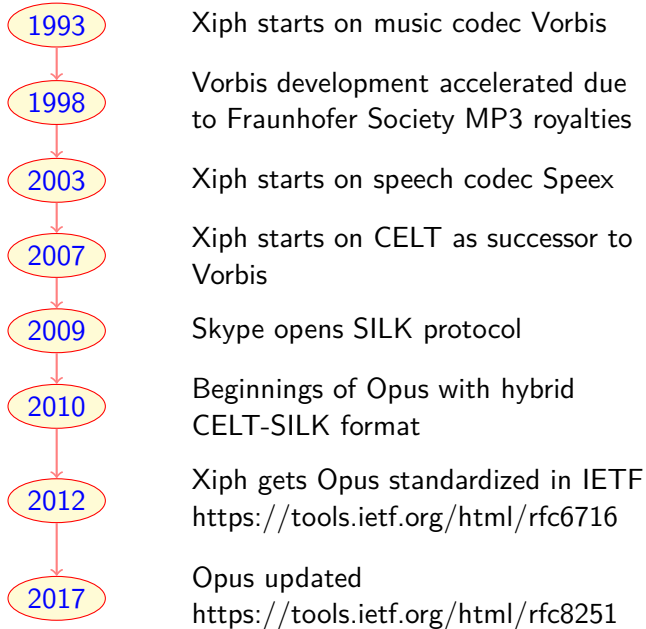 1993 Xiph starts on music codec Vorbis
1998 Vorbis development accelerated due
to Fraunhofer Society MP3 royalties
2003 Xiph starts on speech codec Speex
2007 Xiph starts on CELT as successor to
Vorbis
2009 Skype opens SILK protocol
2010 Beginnings of Opus with hybrid
CELT-SILK format
2012 Xiph gets Opus standardized in IETF
https://tools.ietf.org/html/rfc6716
2017 Opus updated
https://tools.ietf.org/html/rfc8251